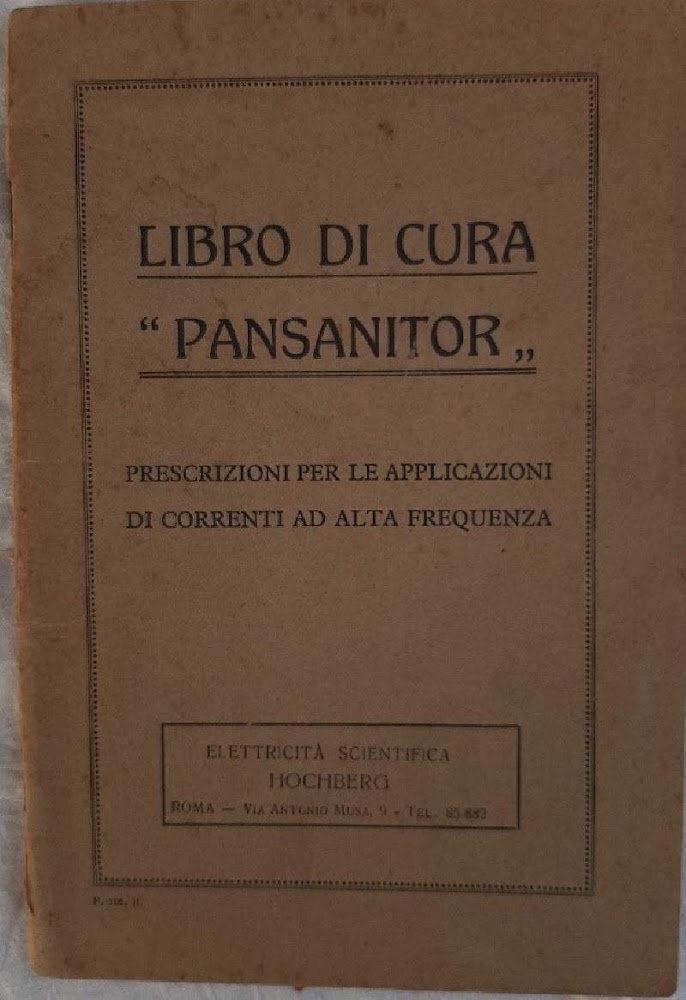 LIBRO DI CURA
“ PANSANITOR „
PRESCRIZIONI PER LE APPLICAZIONI
DI CORRENTI AD ALTA FREQUENZA
ELETTRICITÀ SCIENTIFICA
HOCHBERG
ROMA — VIA ANTONIO MUSA, 9 - TEL. 85-882